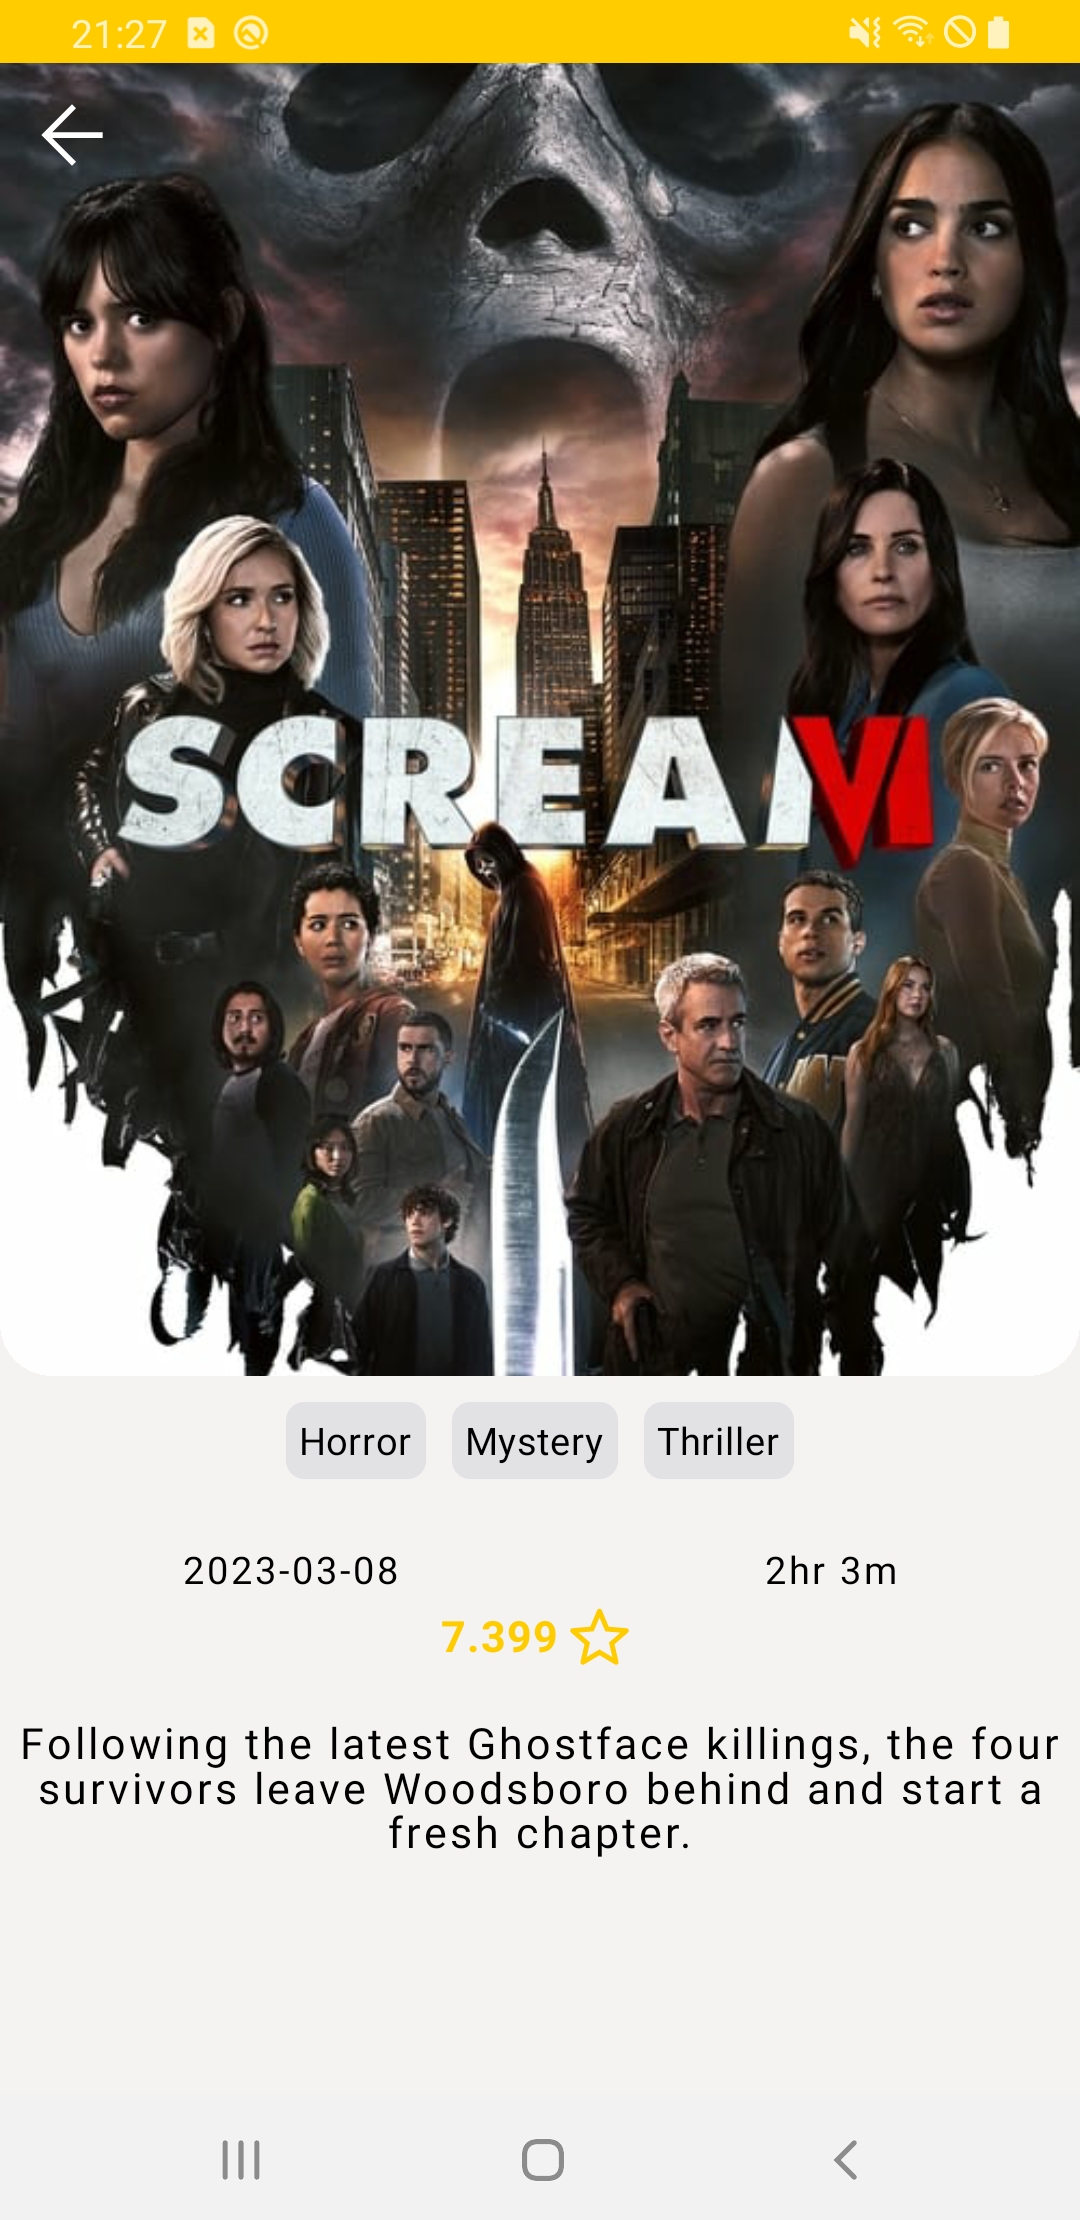 21:27
SCREAM VI
Horror Mystery Thriller
2023-03-08 2hr 3m
7.399
Following the latest Ghostface killings, the four
survivors leave Woodsboro behind and start a
fresh chapter.